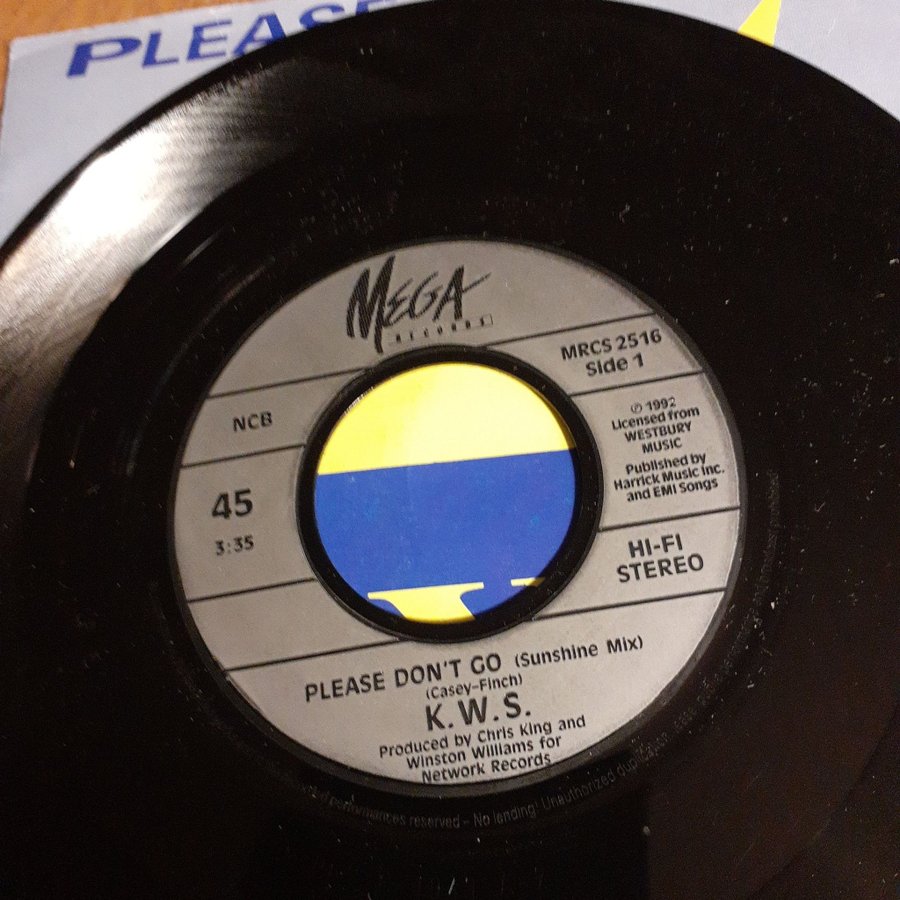 PLEASE
MEGA
RECORDS
MRCS 2516
Side 1
NCB
℗ 1992
Licensed from
WESTBURY
MUSIC
Published by
Harrick Music Inc.
and EMI Songs
45
3:35
HI-FI
STEREO
PLEASE DON'T GO (Sunshine Mix)
(Casey-Finch)
K.W.S.
Produced by Chris King and
Winston Williams for
Network Records
performances reserved - No lending! Unauthorized